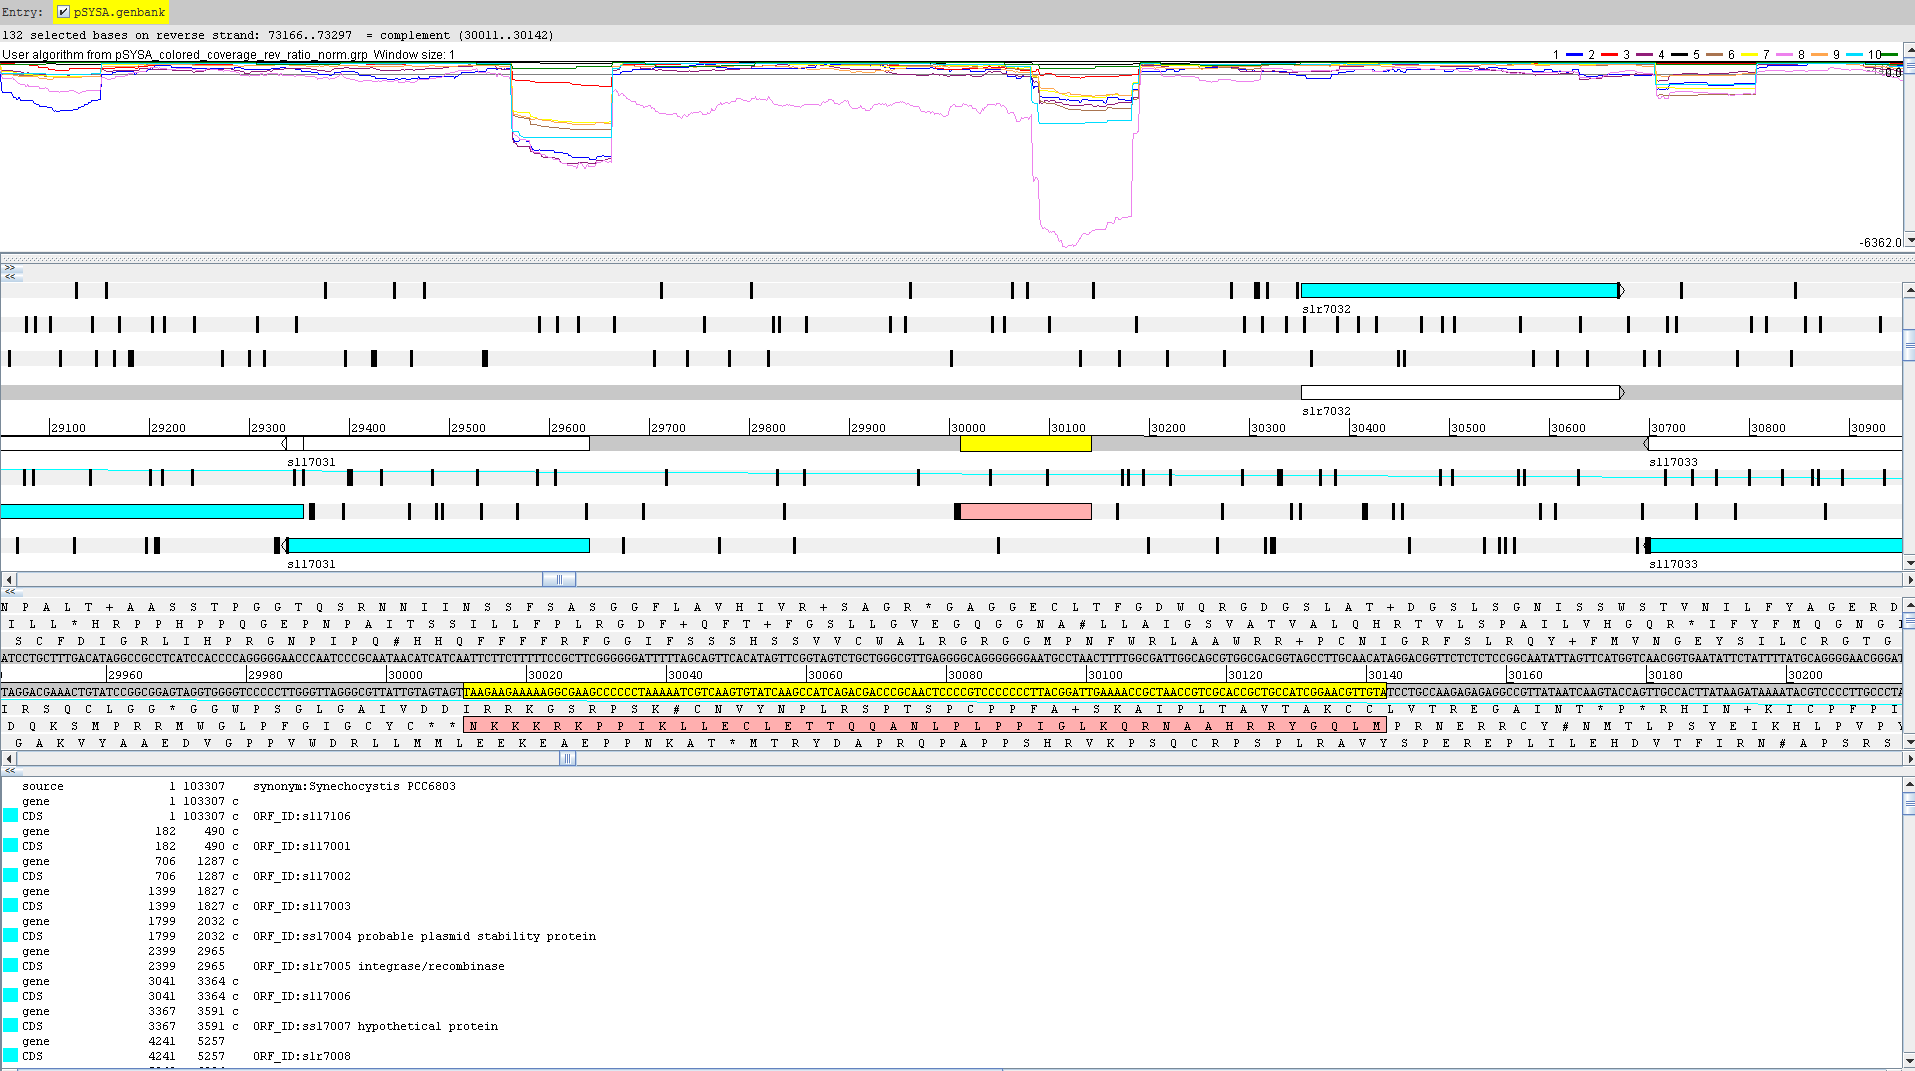 Entry: pSYSA.genbank
132 selected bases on reverse strand: 73166..73297 = complement (30011..30142)
User algorithm from pSYSA_colored_coverage_rev_ratio_norm.grp Window size: 1
1 2 3 4 5 6 7 8 9 10
0.0
-6362.0
>>
<<
slr7032
slr7032
29100 29200 29300 29400 29500 29600 29700 29800 29900 30000 30100 30200 30300 30400 30500 30600 30700 30800 30900
sll7031 sll7033
sll7031 sll7033
<<
N P A L T + A A S S T P G G T Q S R N N I I N S S F S A S G G F L A V H I V R + S A G R * G A G G E C L T F G D W Q R G D G S L A T + D G S L S G N I S S W S T V N I L F Y A G E R D
I L L * H R P P H P P Q G E P N P A I T S S I L L F P L R G D F + Q F T + F G S L L G V E G Q G G N A # L L A I G S V A T V A L Q H R T V L S P A I L V H G Q R * I F Y F M Q G N G
S C F D I G R L I H P R G N P I P Q # H H Q F F F F R F G G I F S S S H S S V V C W A L R G R G G M P N F W R L A A W R R + P C N I G R F S L R Q Y + F M V N G E Y S I L C R G T G
29960 29980 30000 30020 30040 30060 30080 30100 30120 30140 30160 30180 30200
I R S Q C L G G * G G W P S G L G A I V D D I R R K G S R P S K # C N V Y N P L R S P T S P C P P F A + S K A I P L T A V T A K C C L V T R E G A I N T * P * R H I N + K I C P F P I
D Q K S M P R R M W G L P F G I G C Y C * * N K K K R K P P I K L L E C L E T T Q Q A N L P L P P I G L K Q R N A A H R R Y G Q L M P R N E R R C Y # N M T L P S Y E I K H L P V P Y
G A K V Y A A E D V G P P V W D R L L M M L E E K E A E P P N K A T * M T R Y D A P R Q P A P P S H R V K P S Q C R P S P L R A V Y S P E R E P L I L E H D V T F I R N # A P S R S
<<
source 1 103307 synonym:Synechocystis PCC6803
gene 1 103307 c
CDS 1 103307 c ORF_ID:sll7106
gene 182 490 c
CDS 182 490 c ORF_ID:sll7001
gene 706 1287 c
CDS 706 1287 c ORF_ID:sll7002
gene 1399 1827 c
CDS 1399 1827 c ORF_ID:sll7003
gene 1799 2032 c
CDS 1799 2032 c ORF_ID:ssl7004 probable plasmid stability protein
gene 2399 2965
CDS 2399 2965 ORF_ID:slr7005 integrase/recombinase
gene 3041 3364 c
CDS 3041 3364 c ORF_ID:sll7006
gene 3367 3591 c
CDS 3367 3591 c ORF_ID:ssl7007 hypothetical protein
gene 4241 5257
CDS 4241 5257 ORF_ID:slr7008